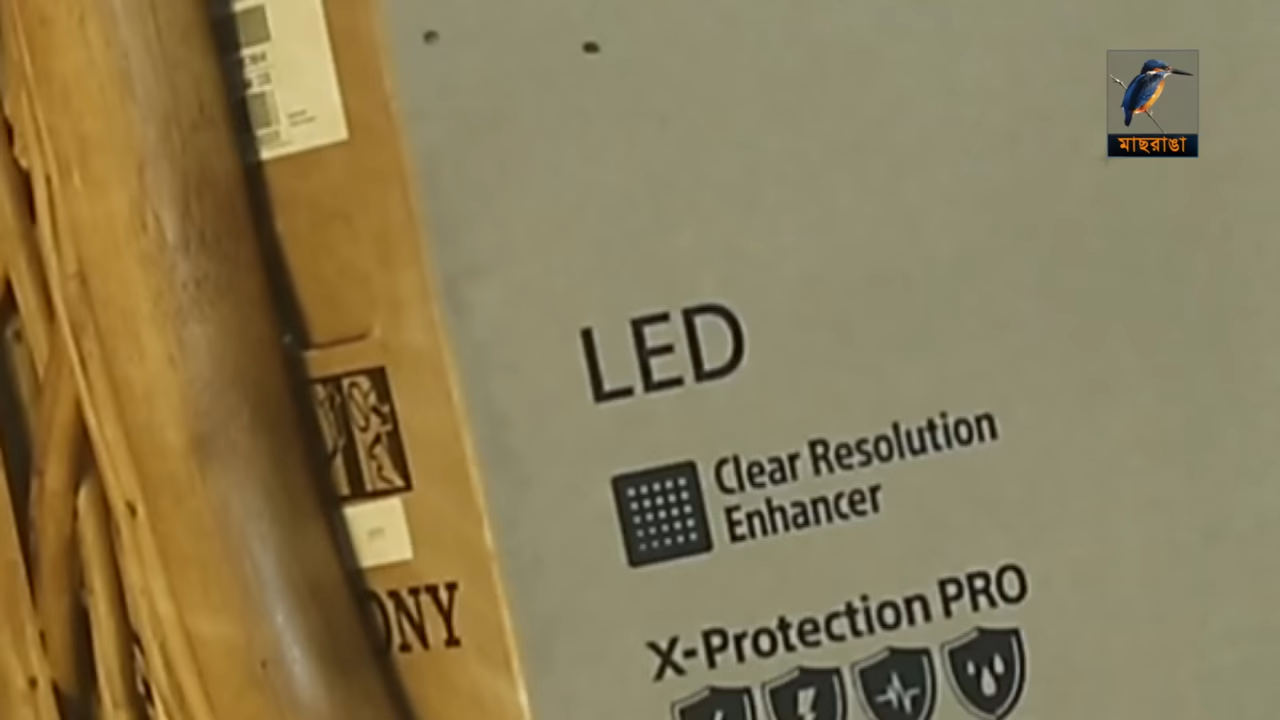 মাছরাঙা
LED
Clear Resolution
Enhancer
X-Protection PRO
ONY